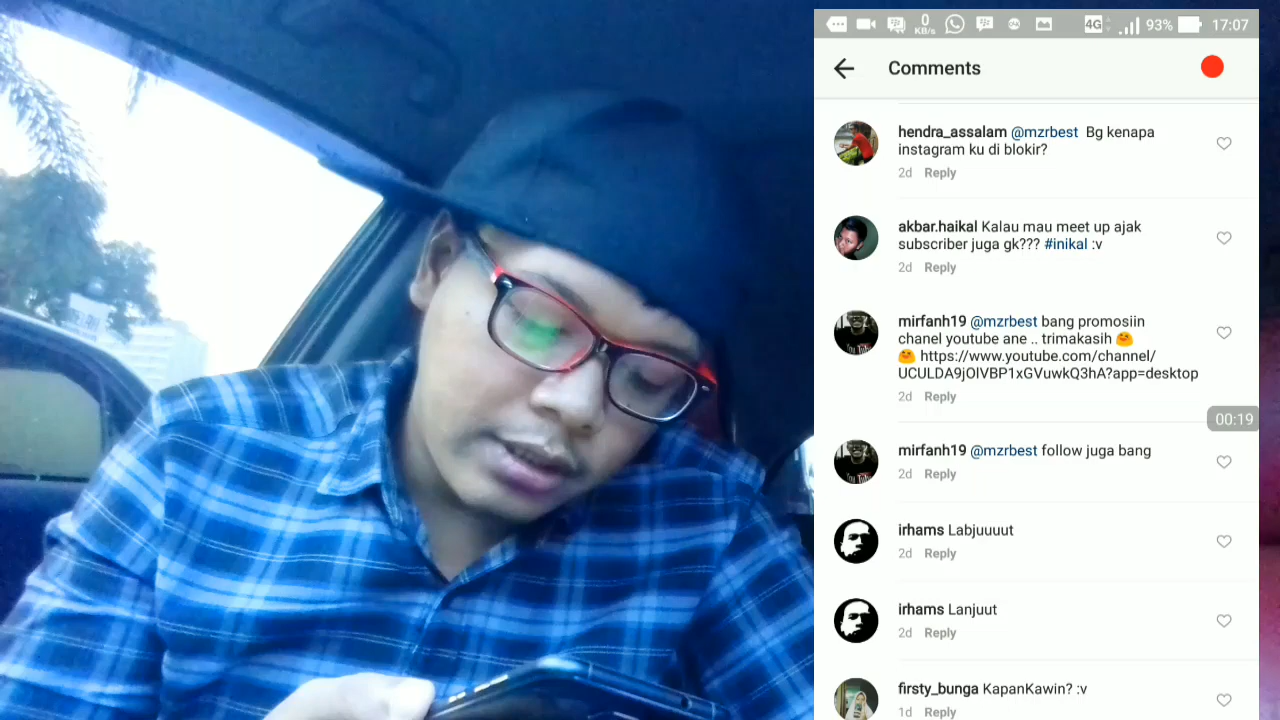 0
KB/s
4G
93%
17:07
Comments
hendra_assalam @mzrbest Bg kenapa
instagram ku di blokir?
2d Reply
akbar.haikal Kalau mau meet up ajak
subscriber juga gk??? #inikal :v
2d Reply
mirfanh19 @mzrbest bang promosiin
chanel youtube ane .. trimakasih
https://www.youtube.com/channel/
UCULDA9jOlVBP1xGVuwkQ3hA?app=desktop
2d Reply
00:19
mirfanh19 @mzrbest follow juga bang
2d Reply
irhams Labjuuuut
2d Reply
irhams Lanjuut
2d Reply
firsty_bunga KapanKawin? :v
1d Reply